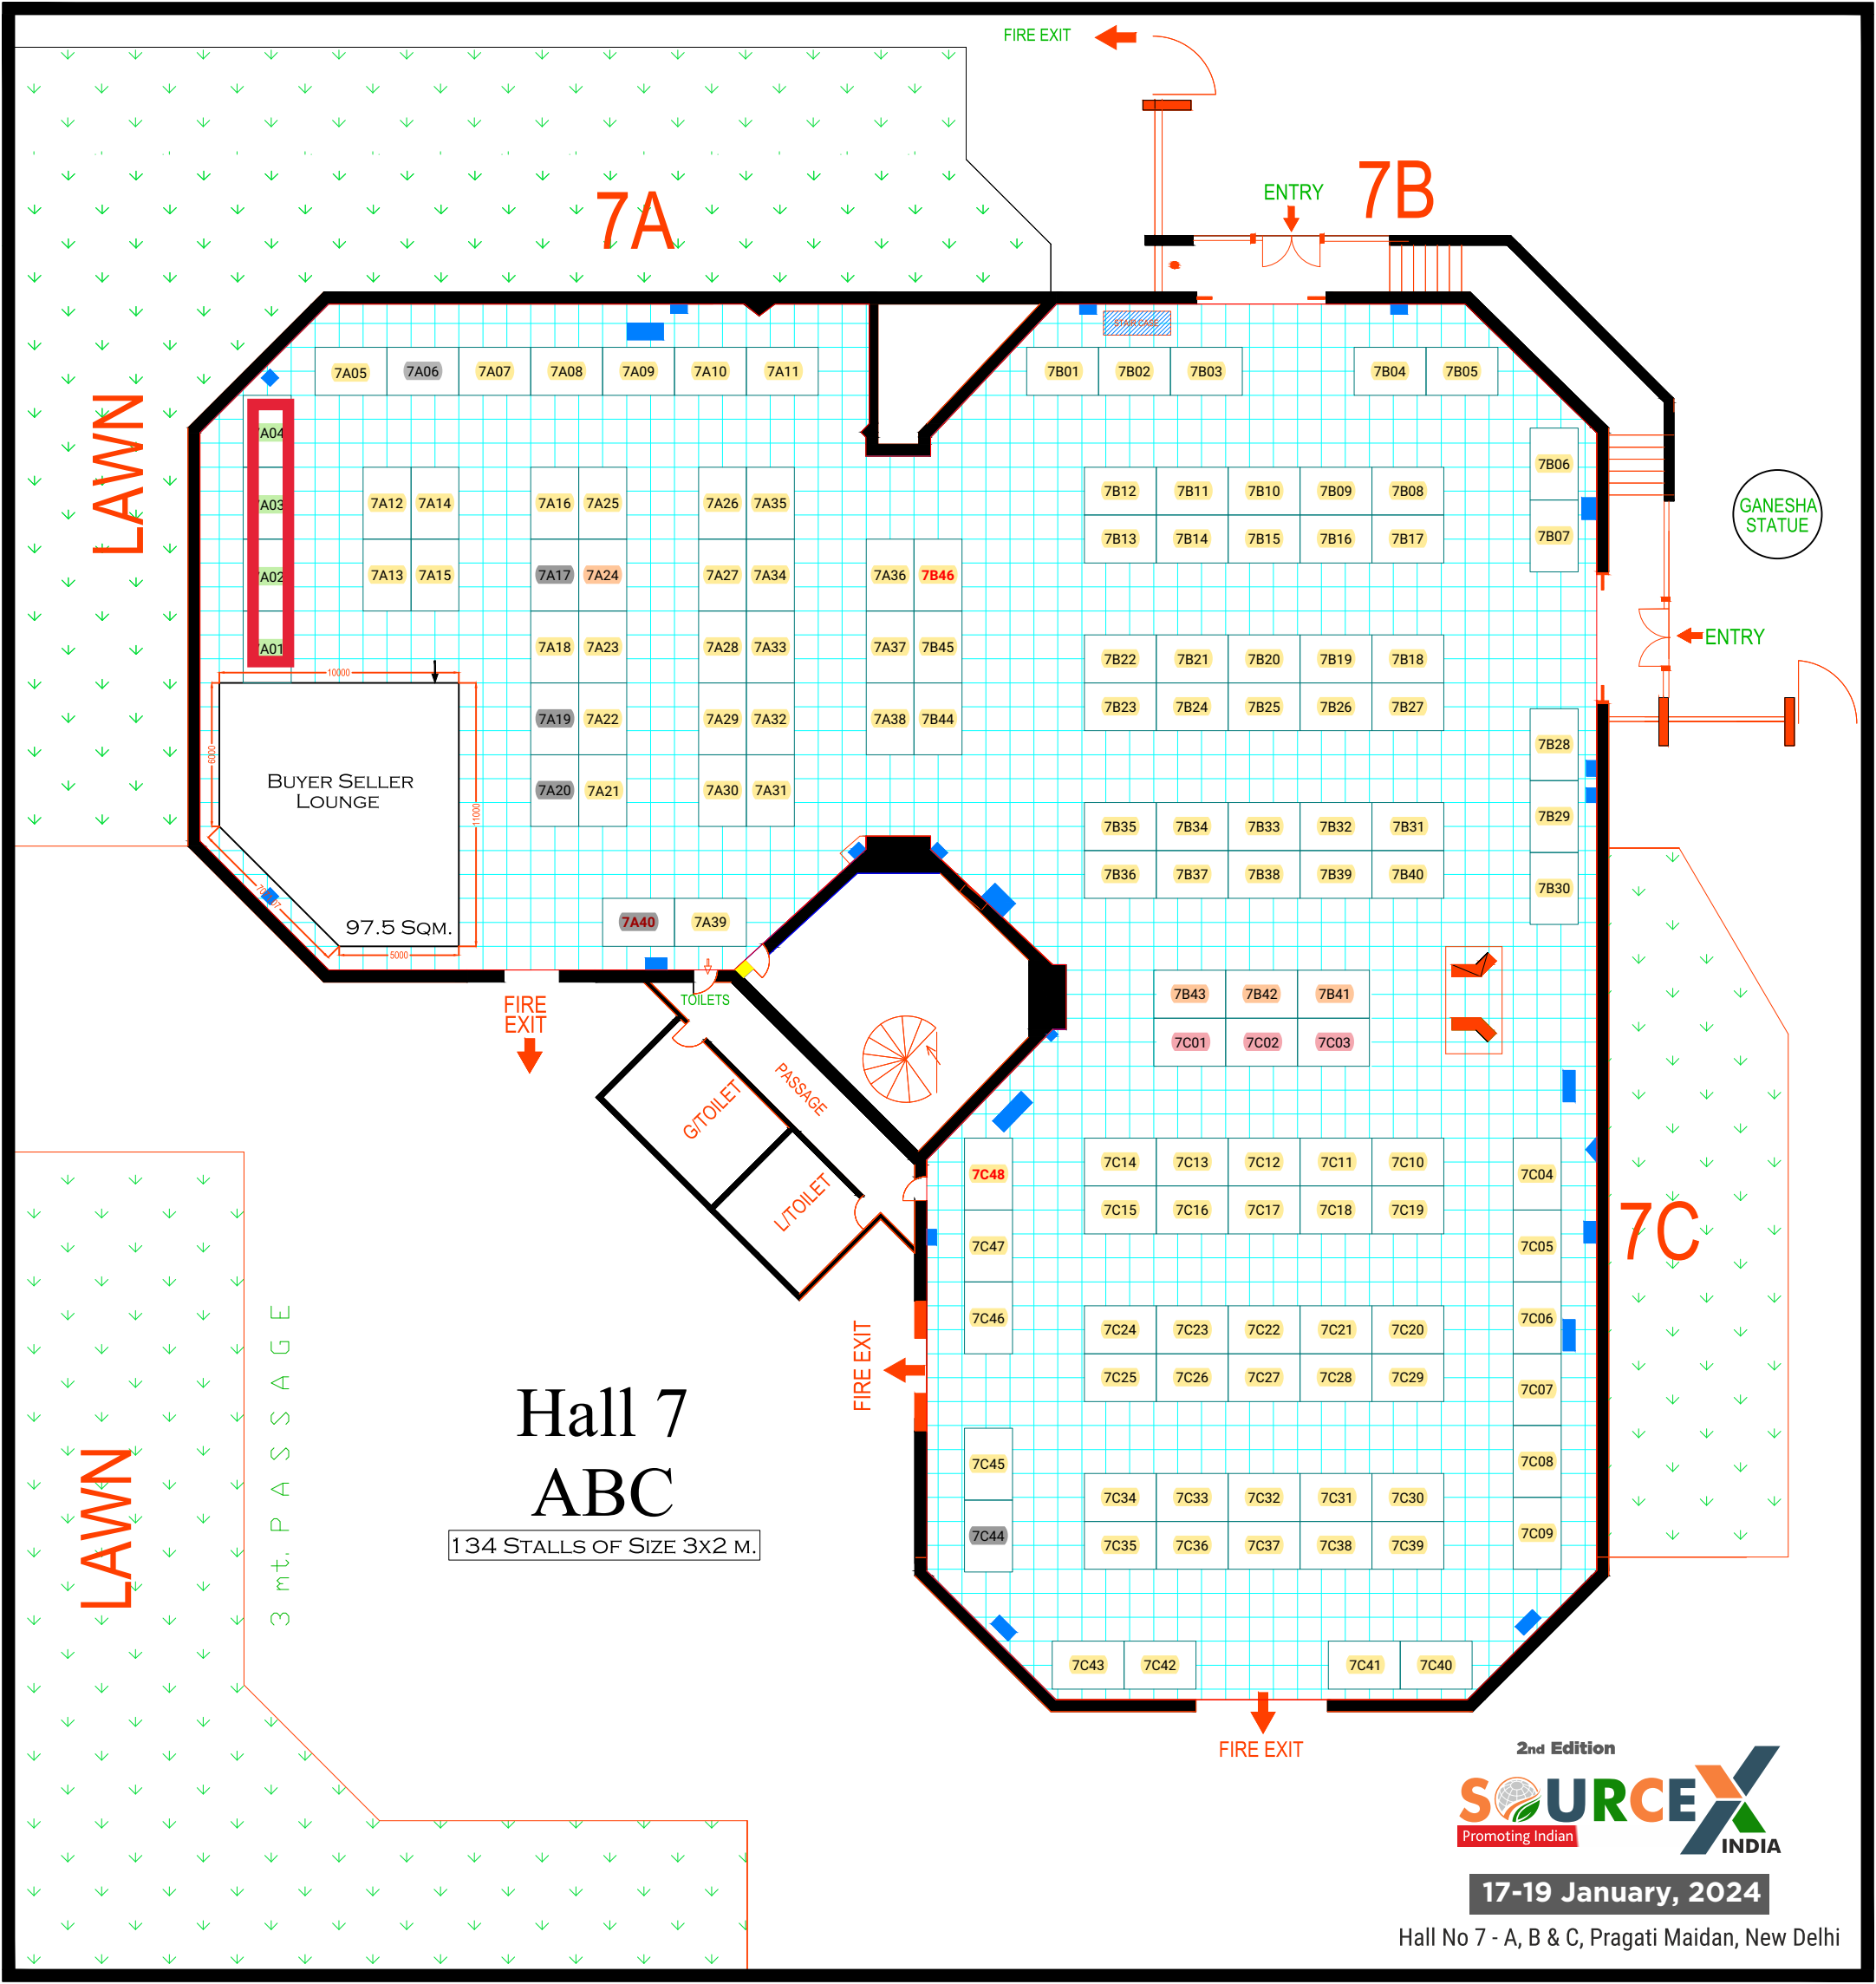 FIRE EXIT
7A
7B
ENTRY
STAIR CASE
LAWN
7A05 7A06 7A07 7A08 7A09 7A10 7A11
7B01 7B02 7B03
7B04 7B05
A04
A03
A02
A01
7A12 7A14
7A13 7A15
7A16 7A25
7A17 7A24
7A18 7A23
7A19 7A22
7A20 7A21
7A26 7A35
7A27 7A34
7A28 7A33
7A29 7A32
7A30 7A31
7A36 7B46
7A37 7B45
7A38 7B44
7B12 7B11 7B10 7B09 7B08
7B13 7B14 7B15 7B16 7B17
7B06
7B07
GANESHA
STATUE
ENTRY
7B22 7B21 7B20 7B19 7B18
7B23 7B24 7B25 7B26 7B27
7B28
7B29
7B30
7B35 7B34 7B33 7B32 7B31
7B36 7B37 7B38 7B39 7B40
10000
8000
11000
5000
BUYER SELLER
LOUNGE
97.5 SQM.
7A40 7A39
TOILETS
FIRE
EXIT
PASSAGE
G/TOILET
L/TOILET
7B43 7B42 7B41
7C01 7C02 7C03
7C48
7C47
7C46
7C14 7C13 7C12 7C11 7C10
7C15 7C16 7C17 7C18 7C19
7C04
7C05
7C06
7C07
7C08
7C09
7C
7C24 7C23 7C22 7C21 7C20
7C25 7C26 7C27 7C28 7C29
FIRE EXIT
7C45
7C44
7C34 7C33 7C32 7C31 7C30
7C35 7C36 7C37 7C38 7C39
7C43 7C42
7C41 7C40
FIRE EXIT
LAWN
3 mt. PASSAGE
Hall 7
ABC
134 STALLS OF SIZE 3X2 M.
2nd Edition
SOURCEX
INDIA
Promoting Indian
17-19 January, 2024
Hall No 7 - A, B & C, Pragati Maidan, New Delhi